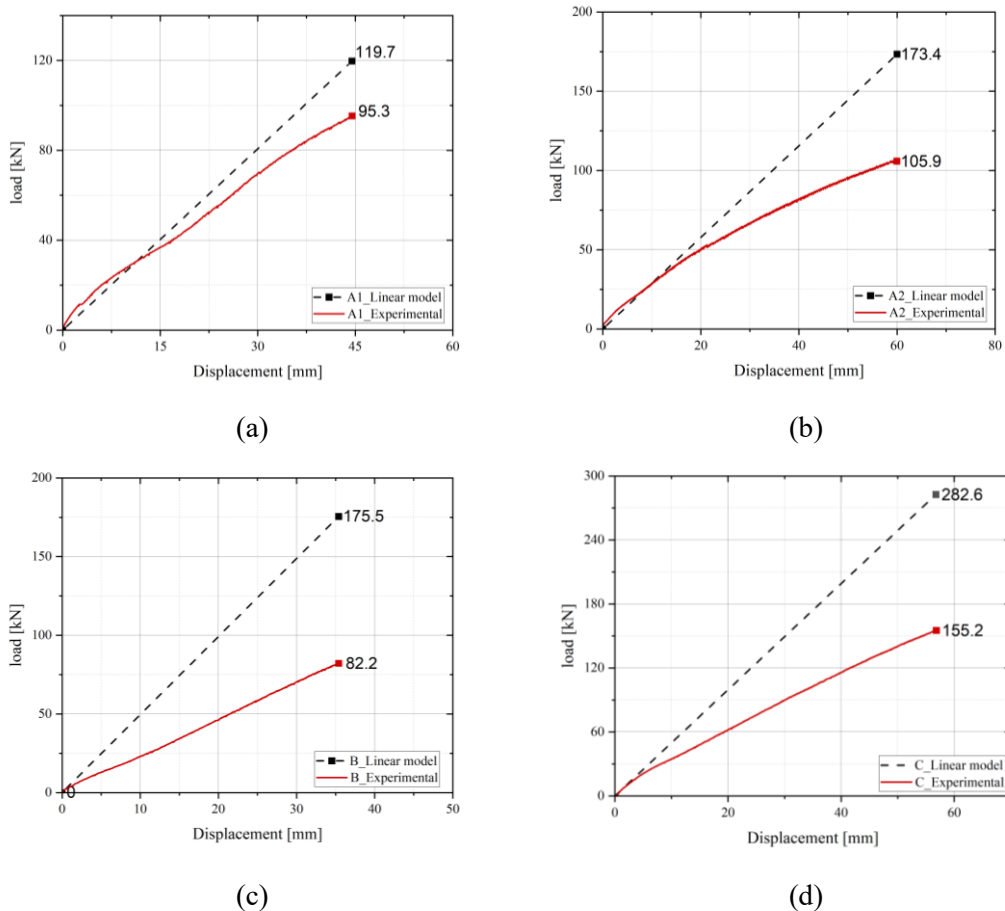 120
80
40
0
load [kN]
119.7
95.3
A1_Linear model
A1_Experimental
0 15 30 45 60
Displacement [mm]
(a)
200
150
100
50
0
load [kN]
173.4
105.9
A2_Linear model
A2_Experimental
0 20 40 60 80
Displacement [mm]
(b)
200
150
100
50
0
load [kN]
175.5
82.2
0
B_Linear model
B_Experimental
0 10 20 30 40 50
Displacement [mm]
(c)
300
240
180
120
60
0
load [kN]
282.6
155.2
C_Linear model
C_Experimental
0 20 40 60
Displacement [mm]
(d)